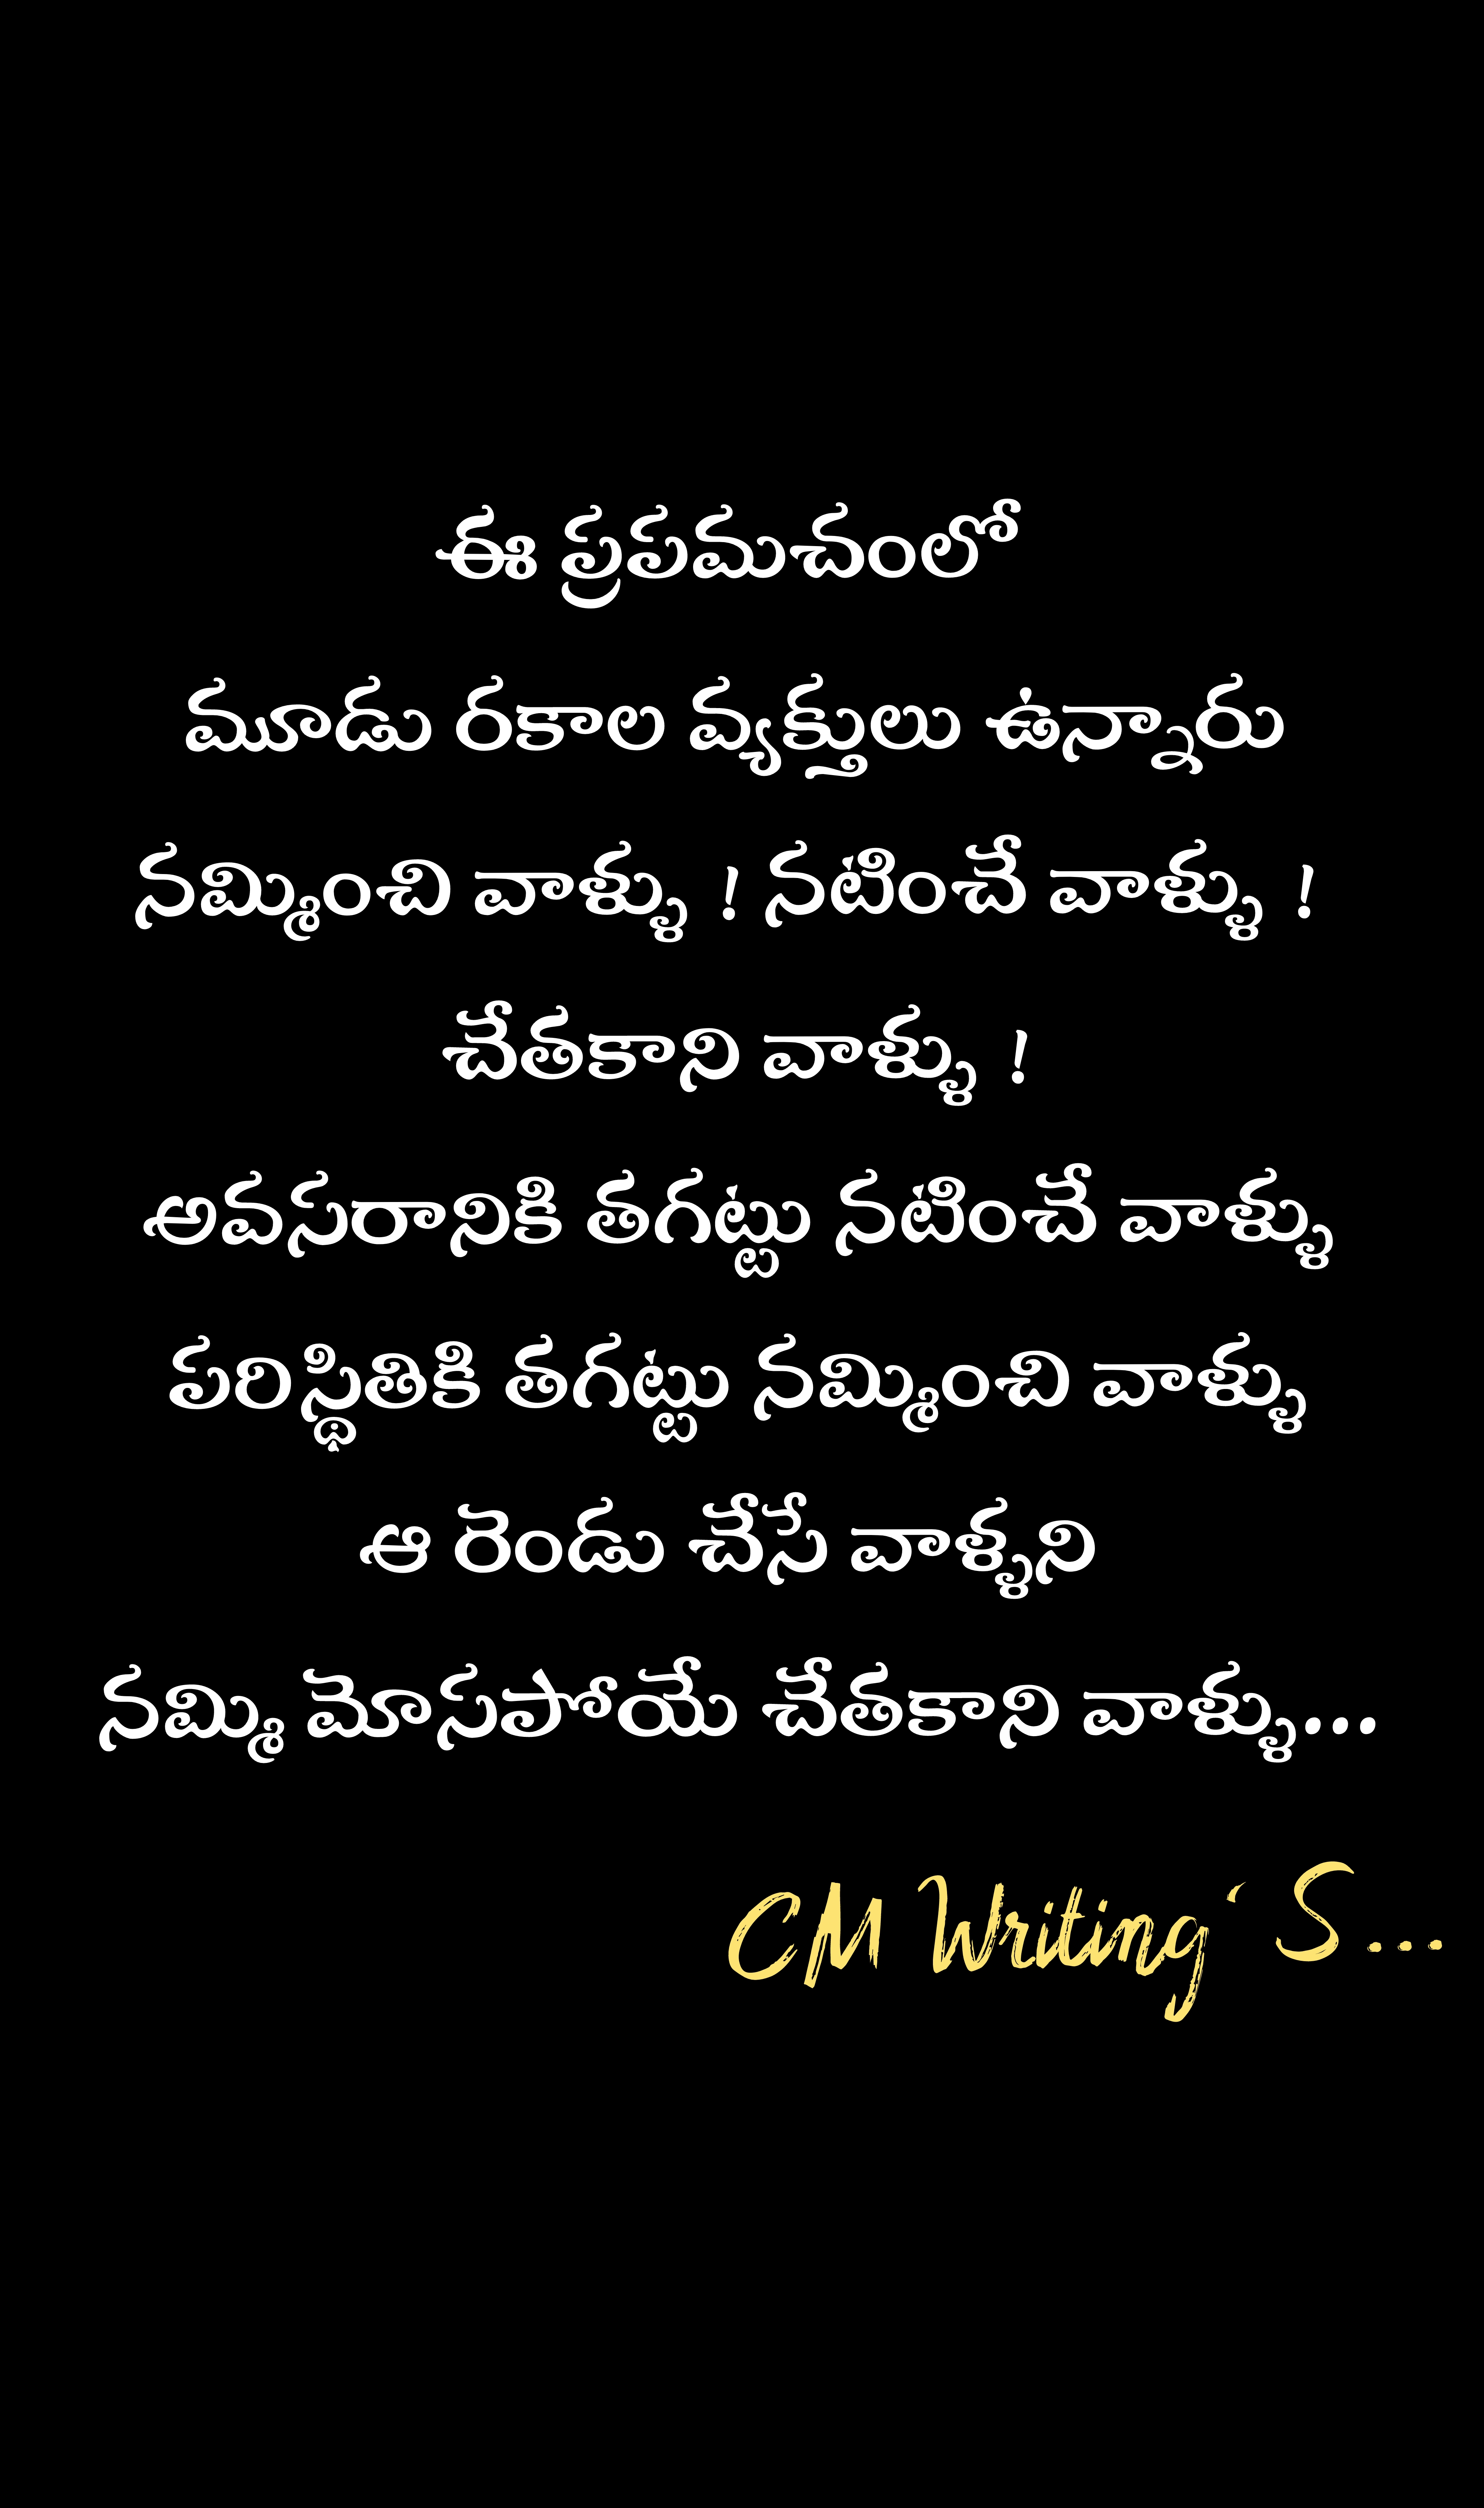 ఈ ప్రపమచంలో
మూడు రకాల వ్యక్తులు ఉన్నారు
నమ్మించి వాళ్ళు ! నటించే వాళ్ళు !
చేతకాని వాళ్ళు !
అవసరానికి తగట్టు నటించే వాళ్ళు
పరిస్థితికి తగట్టు నమ్మించి వాళ్ళు
ఆ రెండు చేసే వాళ్ళని
నమ్మి మోసపోయే చేతకాని వాళ్ళు...
CM Writing' S...